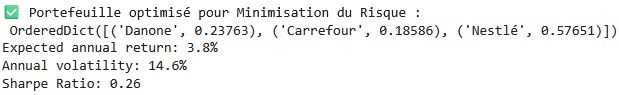 ✅ Portefeuille optimisé pour Minimisation du Risque :
OrderedDict([('Danone', 0.23763), ('Carrefour', 0.18586), ('Nestlé', 0.57651)])
Expected annual return: 3.8%
Annual volatility: 14.6%
Sharpe Ratio: 0.26